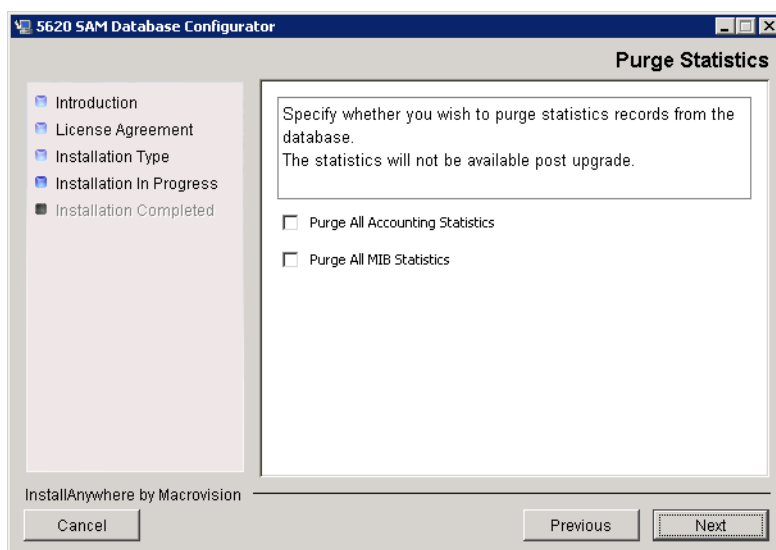 5620 SAM Database Configurator
Purge Statistics
Introduction
License Agreement
Installation Type
Installation In Progress
Installation Completed
Specify whether you wish to purge statistics records from the
database.
The statistics will not be available post upgrade.
Purge All Accounting Statistics
Purge All MIB Statistics
InstallAnywhere by Macrovision
Cancel
Previous
Next